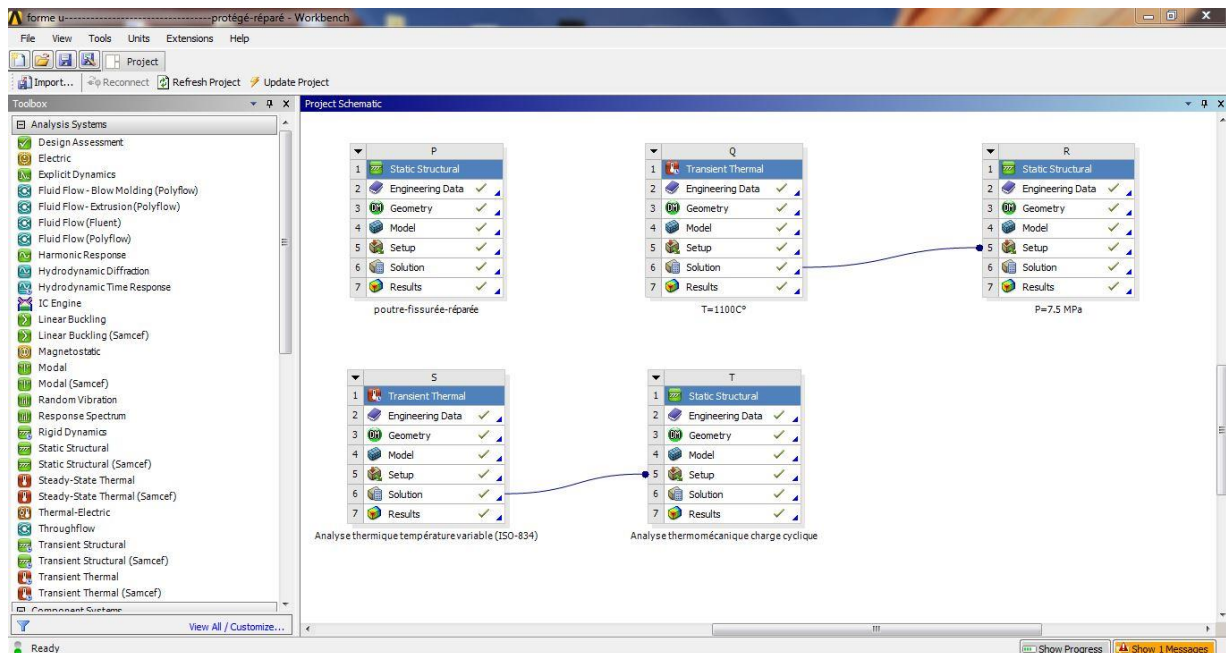 forme u-----------------------------------protégé-réparé - Workbench
File View Tools Units Extensions Help
Project
Import... Reconnect Refresh Project Update Project
Toolbox
Analysis Systems
Design Assessment
Electric
Explicit Dynamics
Fluid Flow - Blow Molding (Polyflow)
Fluid Flow - Extrusion (Polyflow)
Fluid Flow (Fluent)
Fluid Flow (Polyflow)
Harmonic Response
Hydrodynamic Diffraction
Hydrodynamic Time Response
IC Engine
Linear Buckling
Linear Buckling (Samcef)
Magnetostatic
Modal
Modal (Samcef)
Random Vibration
Response Spectrum
Rigid Dynamics
Static Structural
Static Structural (Samcef)
Steady-State Thermal
Steady-State Thermal (Samcef)
Thermal-Electric
Throughflow
Transient Structural
Transient Structural (Samcef)
Transient Thermal
Transient Thermal (Samcef)
Component Systems
View All / Customize...
Project Schematic
P
1 Static Structural
2 Engineering Data
3 Geometry
4 Model
5 Setup
6 Solution
7 Results
poutre-fissurée-réparée
Q
1 Transient Thermal
2 Engineering Data
3 Geometry
4 Model
5 Setup
6 Solution
7 Results
T=1100C°
R
1 Static Structural
2 Engineering Data
3 Geometry
4 Model
5 Setup
6 Solution
7 Results
P=7.5 MPa
S
1 Transient Thermal
2 Engineering Data
3 Geometry
4 Model
5 Setup
6 Solution
7 Results
Analyse thermique température variable (ISO-834)
T
1 Static Structural
2 Engineering Data
3 Geometry
4 Model
5 Setup
6 Solution
7 Results
Analyse thermomécanique charge cyclique
Ready
Show Progress Show 1 Messages